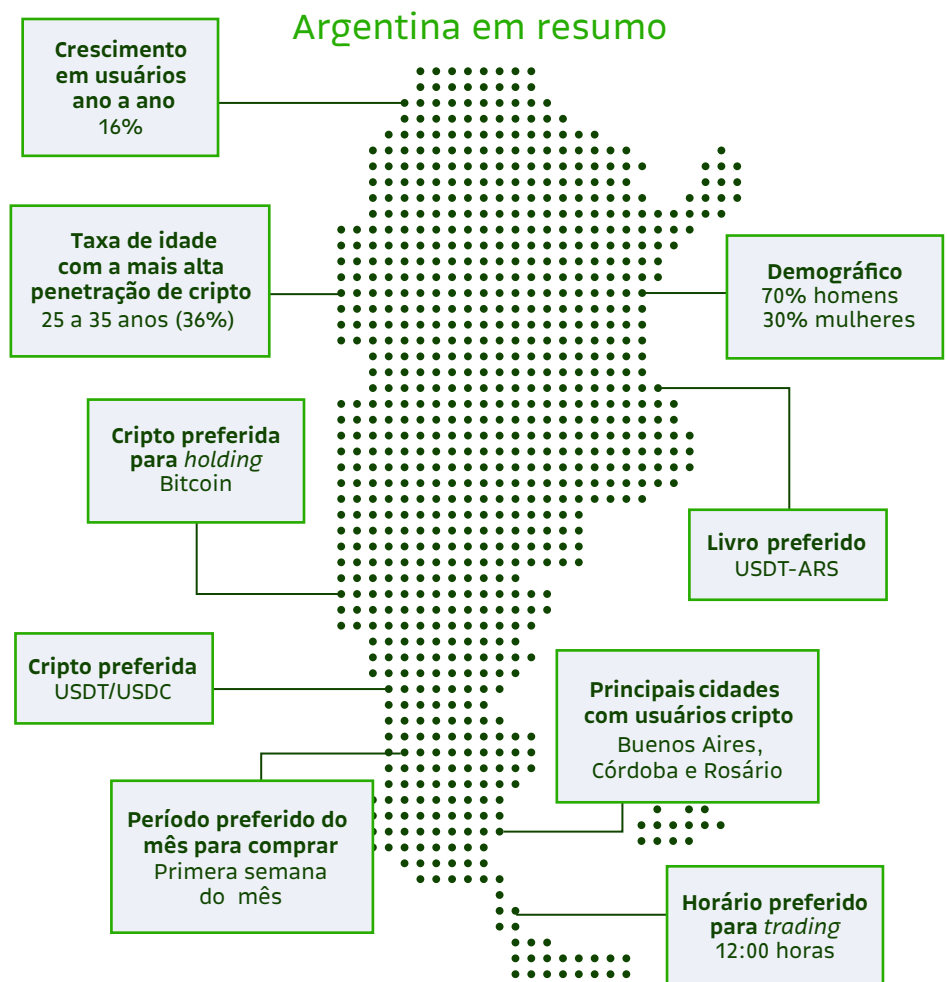 Argentina em resumo
Crescimento
em usuários
ano a ano
16%
Taxa de idade
com a mais alta
penetração de cripto
25 a 35 anos (36%)
Demográfico
70% homens
30% mulheres
Cripto preferida
para holding
Bitcoin
Livro preferido
USDT-ARS
Cripto preferida
USDT/USDC
Principais cidades
com usuários cripto
Buenos Aires,
Córdoba e Rosário
Período preferido do
mês para comprar
Primera semana
do mês
Horário preferido
para trading
12:00 horas